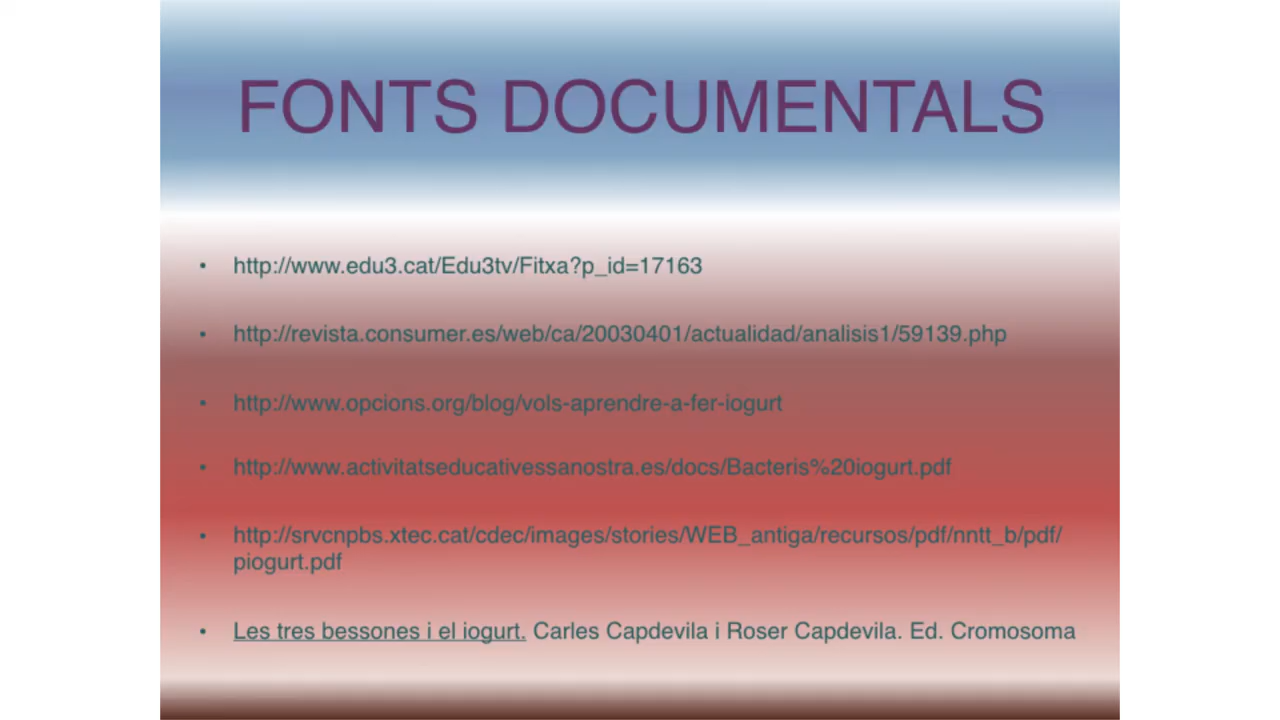 FONTS DOCUMENTALS
• http://www.edu3.cat/Edu3tv/Fitxa?p_id=17163
• http://revista.consumer.es/web/ca/20030401/actualidad/analisis1/59139.php
• http://www.opcions.org/blog/vols-aprendre-a-fer-iogurt
• http://www.activitatseducativessanostra.es/docs/Bacteris%20iogurt.pdf
• http://srvcnpbs.xtec.cat/cdec/images/stories/WEB_antiga/recursos/pdf/nntt_b/pdf/
piogurt.pdf
• Les tres bessones i el iogurt. Carles Capdevila i Roser Capdevila. Ed. Cromosoma